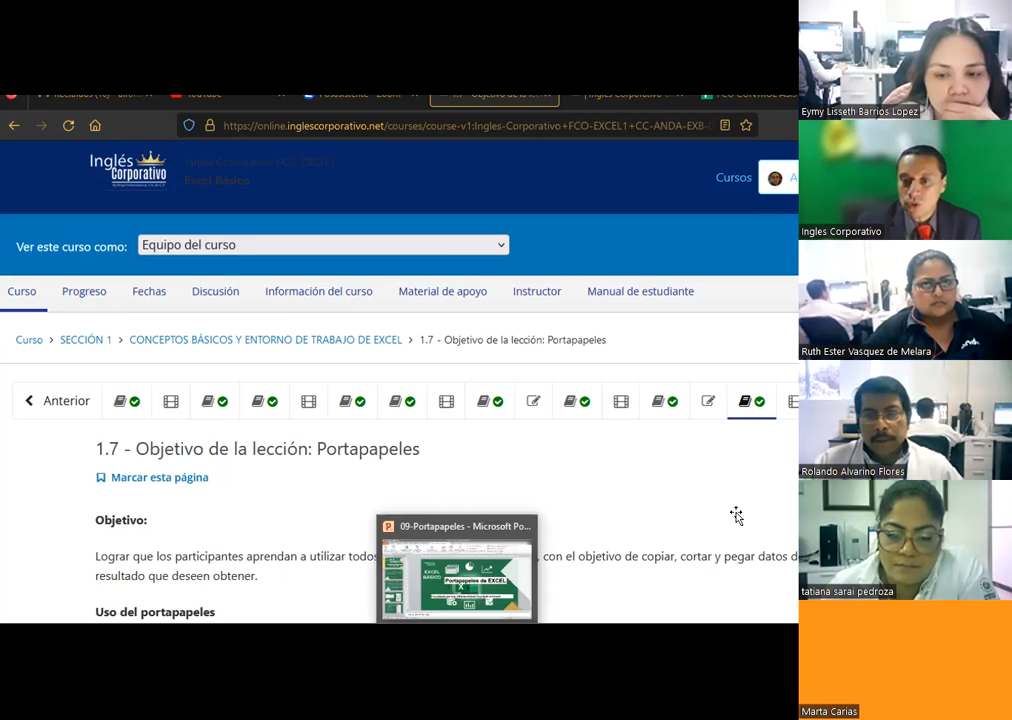 https://online.inglescorporativo.net/courses/course-v1:Ingles-Corporativo+FCO-EXCEL1+CC-ANDA-EXB-
Inglés
Corporativo
Excel Básico
Cursos
Ver este curso como:
Equipo del curso
Curso
Progreso
Fechas
Discusión
Información del curso
Material de apoyo
Instructor
Manual de estudiante
Curso > SECCIÓN 1 > CONCEPTOS BÁSICOS Y ENTORNO DE TRABAJO DE EXCEL > 1.7 - Objetivo de la lección: Portapapeles
Anterior
1.7 - Objetivo de la lección: Portapapeles
Marcar esta página
Objetivo:
Lograr que los participantes aprendan a utilizar todos , con el objetivo de copiar, cortar y pegar datos d
resultado que deseen obtener.
Uso del portapapeles
09-Portapapeles - Microsoft Po...
EXCEL
BÁSICO
Portapapeles de EXCEL
Eymy Lisseth Barrios Lopez
Ingles Corporativo
Ruth Ester Vasquez de Melara
Rolando Alvarino Flores
tatiana sarai pedroza
Marta Carias